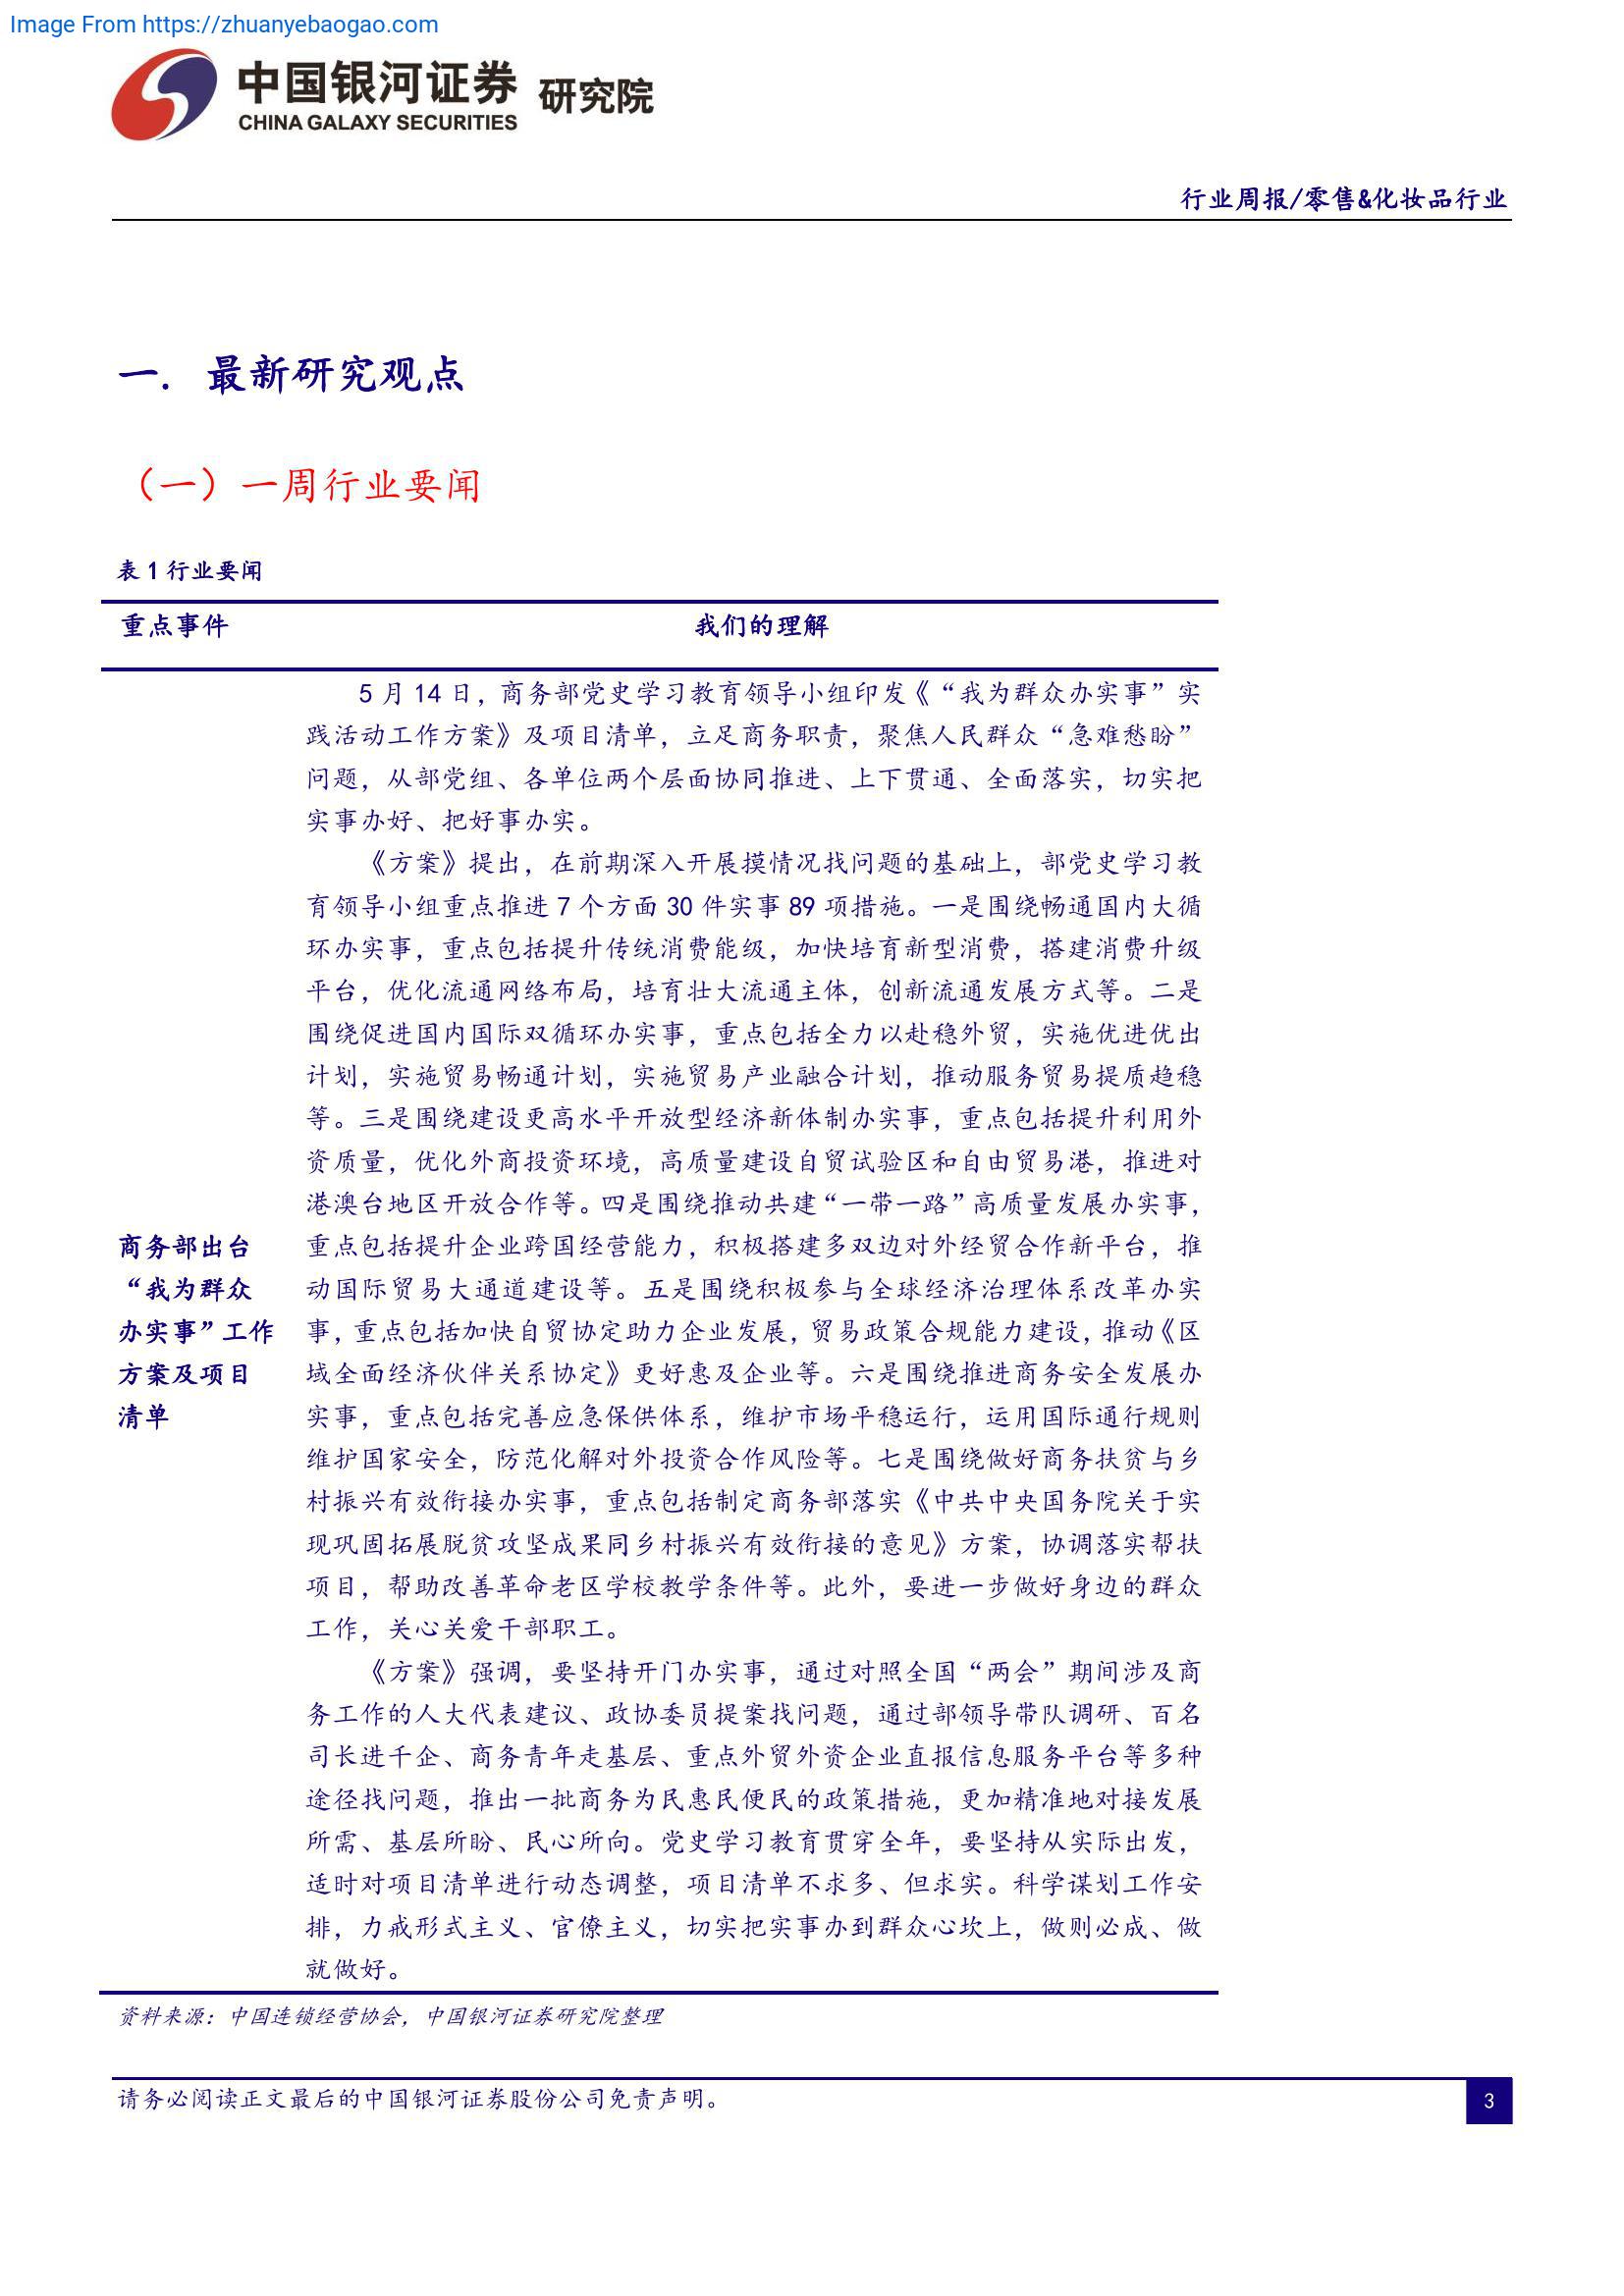 Image From https://zhuanyebaogao.com
中国银河证券 研究院
CHINA GALAXY SECURITIES
行业周报/零售&化妆品行业
一. 最新研究观点
（一）一周行业要闻
表 1 行业要闻
重点事件 我们的理解
5 月 14 日，商务部党史学习教育领导小组印发《“我为群众办实事”实
践活动工作方案》及项目清单，立足商务职责，聚焦人民群众“急难愁盼”
问题，从部党组、各单位两个层面协同推进、上下贯通、全面落实，切实把
实事办好、把好事办实。
《方案》提出，在前期深入开展摸情况找问题的基础上，部党史学习教
育领导小组重点推进 7 个方面 30 件实事 89 项措施。一是围绕畅通国内大循
环办实事，重点包括提升传统消费能级，加快培育新型消费，搭建消费升级
平台，优化流通网络布局，培育壮大流通主体，创新流通发展方式等。二是
围绕促进国内国际双循环办实事，重点包括全力以赴稳外贸，实施优进优出
计划，实施贸易畅通计划，实施贸易产业融合计划，推动服务贸易提质趋稳
等。三是围绕建设更高水平开放型经济新体制办实事，重点包括提升利用外
资质量，优化外商投资环境，高质量建设自贸试验区和自由贸易港，推进对
港澳台地区开放合作等。四是围绕推动共建“一带一路”高质量发展办实事，
商务部出台
“我为群众
办实事”工作
方案及项目
清单
重点包括提升企业跨国经营能力，积极搭建多双边对外经贸合作新平台，推
动国际贸易大通道建设等。五是围绕积极参与全球经济治理体系改革办实
事，重点包括加快自贸协定助力企业发展，贸易政策合规能力建设，推动《区
域全面经济伙伴关系协定》更好惠及企业等。六是围绕推进商务安全发展办
实事，重点包括完善应急保供体系，维护市场平稳运行，运用国际通行规则
维护国家安全，防范化解对外投资合作风险等。七是围绕做好商务扶贫与乡
村振兴有效衔接办实事，重点包括制定商务部落实《中共中央国务院关于实
现巩固拓展脱贫攻坚成果同乡村振兴有效衔接的意见》方案，协调落实帮扶
项目，帮助改善革命老区学校教学条件等。此外，要进一步做好身边的群众
工作，关心关爱干部职工。
《方案》强调，要坚持开门办实事，通过对照全国“两会”期间涉及商
务工作的人大代表建议、政协委员提案找问题，通过部领导带队调研、百名
司长进千企、商务青年走基层、重点外贸外资企业直报信息服务平台等多种
途径找问题，推出一批商务为民惠民便民的政策措施，更加精准地对接发展
所需、基层所盼、民心所向。党史学习教育贯穿全年，要坚持从实际出发，
适时对项目清单进行动态调整，项目清单不求多、但求实。科学谋划工作安
排，力戒形式主义、官僚主义，切实把实事办到群众心坎上，做则必成、做
就做好。
资料来源：中国连锁经营协会，中国银河证券研究院整理
请务必阅读正文最后的中国银河证券股份公司免责声明。
3